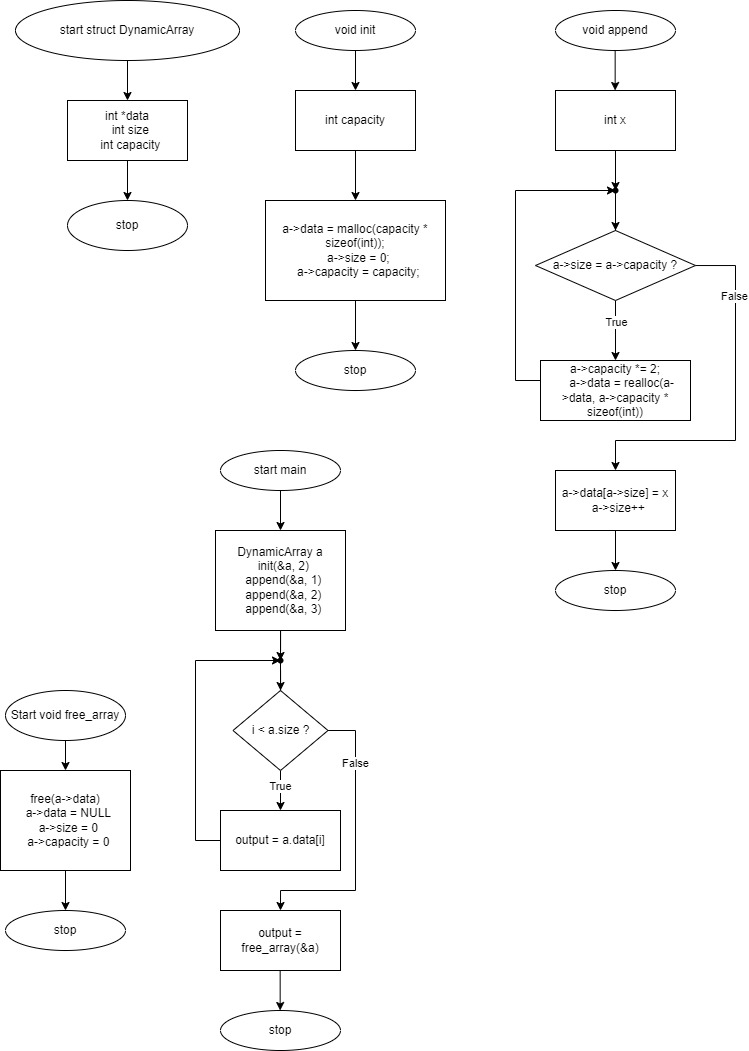 start struct DynamicArray
int *data
int size
int capacity
stop
void init
int capacity
a->data = malloc(capacity *
sizeof(int));
a->size = 0;
a->capacity = capacity;
stop
void append
int x
a->size = a->capacity ?
False
True
a->capacity *= 2;
a->data = realloc(a-
>data, a->capacity *
sizeof(int))
a->data[a->size] = x
a->size++
stop
start main
DynamicArray a
init(&a, 2)
append(&a, 1)
append(&a, 2)
append(&a, 3)
i < a.size ?
False
True
output = a.data[i]
output =
free_array(&a)
stop
Start void free_array
free(a->data)
a->data = NULL
a->size = 0
a->capacity = 0
stop